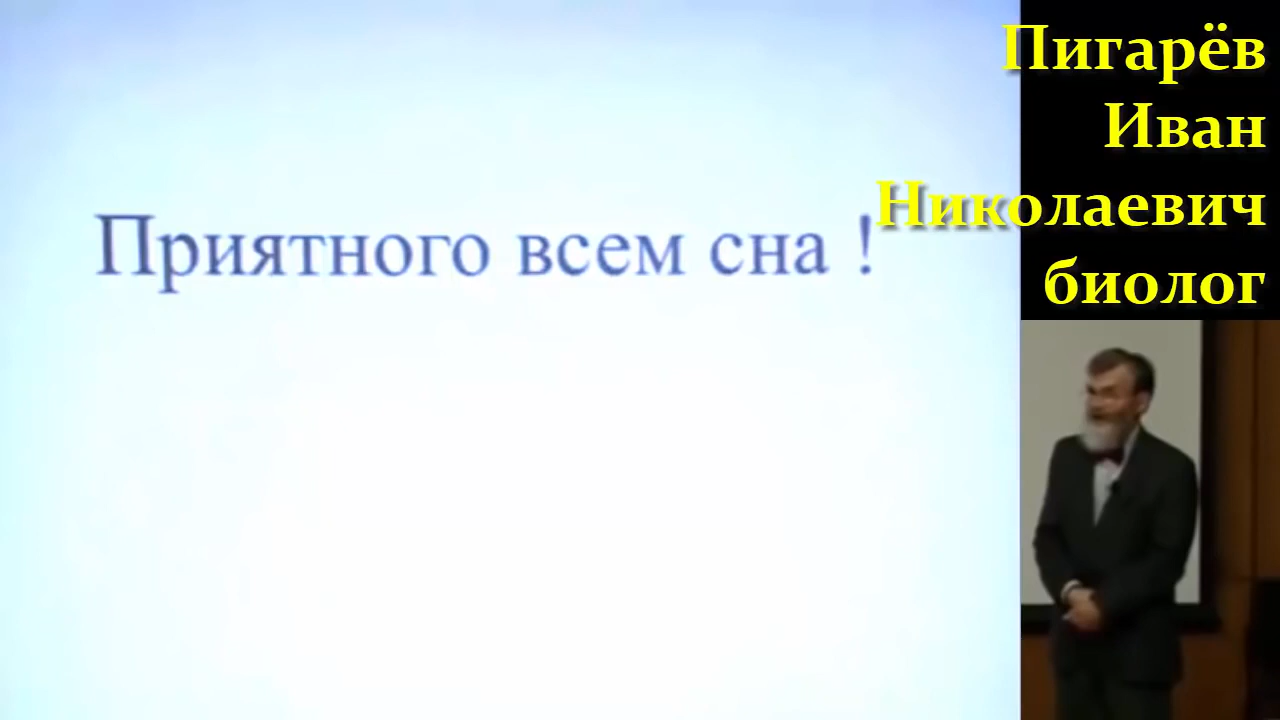 Пигарёв
Иван
Николаевич
биолог
Приятного всем сна !